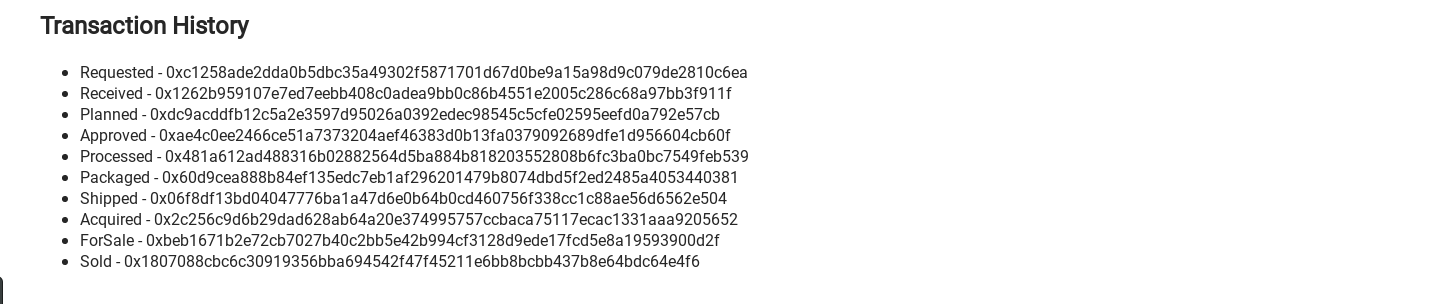 Transaction History
Requested - 0xc1258ade2dda0b5dbc35a49302f5871701d67d0be9a15a98d9c079de2810c6ea
Received - 0x1262b959107e7ed7eebb408c0adea9bb0c86b4551e2005c286c68a97bb3f911f
Planned - 0xdc9acddfb12c5a2e3597d95026a0392edec98545c5cfe02595eefd0a792e57cb
Approved - 0xae4c0ee2466ce51a7373204aef46383d0b13fa0379092689dfe1d956604cb60f
Processed - 0x481a612ad488316b02882564d5ba884b818203552808b6fc3ba0bc7549feb539
Packaged - 0x60d9cea888b84ef135edc7eb1af296201479b8074dbd5f2ed2485a4053440381
Shipped - 0x06f8df13bd04047776ba1a47d6e0b64b0cd460756f338cc1c88ae56d6562e504
Acquired - 0x2c256c9d6b29dad628ab64a20e374995757ccbaca75117ecac1331aaa9205652
ForSale - 0xbeb1671b2e72cb7027b40c2bb5e42b994cf3128d9ede17fcd5e8a19593900d2f
Sold - 0x1807088cbc6c30919356bba694542f47f45211e6bb8bcbb437b8e64bdc64e4f6